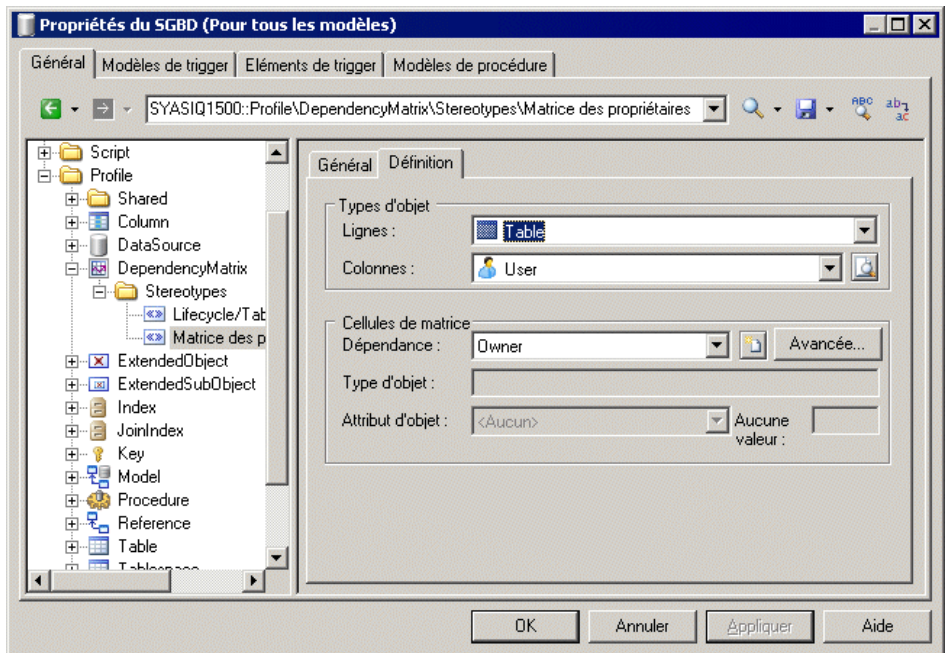 Propriétés du SGBD (Pour tous les modèles)
Général Modèles de trigger Eléments de trigger Modèles de procédure
SYASIQ1500::Profile\DependencyMatrix\Stereotypes\Matrice des propriétaires
Script
Profile
Shared
Column
DataSource
DependencyMatrix
Stereotypes
Lifecycle/Tab
Matrice des p
ExtendedObject
ExtendedSubObject
Index
JoinIndex
Key
Model
Procedure
Reference
Table
Tablespace
Général Définition
Types d'objet
Lignes : Table
Colonnes : User
Cellules de matrice
Dépendance : Owner Avancée...
Type d'objet :
Attribut d'objet : <Aucun> Aucune
valeur :
OK Annuler Appliquer Aide